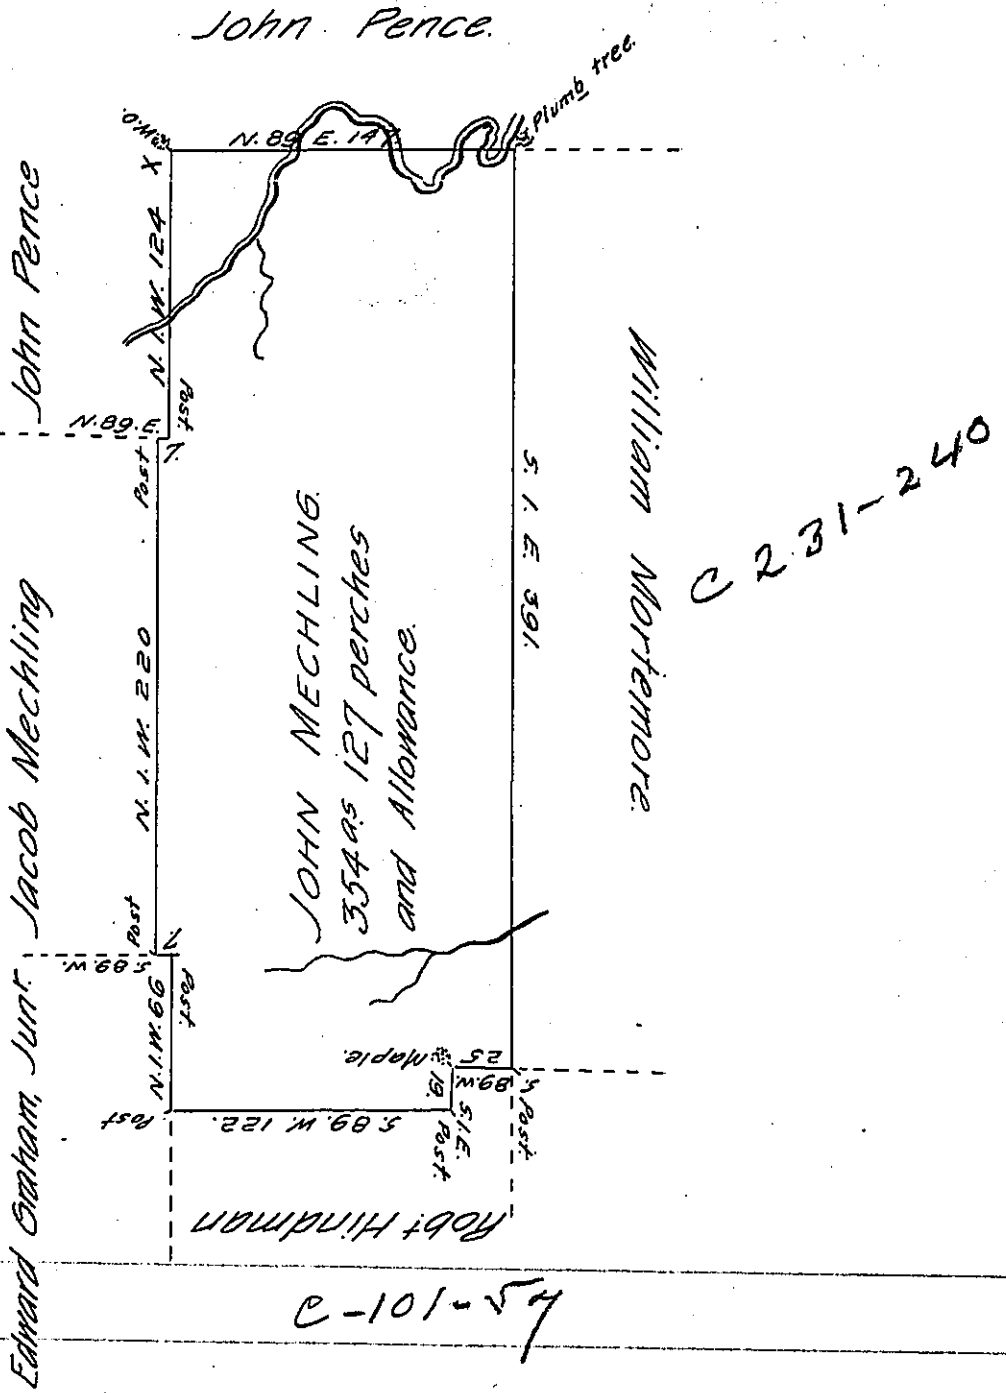 John Pence.
Plumb tree.
W.O.
N. 89 E. 147
X
John Pence
N. 1. W. 124
Post.
N. 89. E.
7.
Post
William Mortemore.
S. 1. E. 391.
C 231-240
JOHN MECHLING.
354 as 127 perches
and Allowance.
Jacob Mechling
N. 1. W. 220
Post
7.
S. 89. W.
Post.
Edward Graham, Junr.
N. 1. W. 66
Post
S. 89. W. 122.
Maple.
19.
S. 1. E.
Post.
25
S. 89. W.
Post.
Robt Hindman
C-101-57